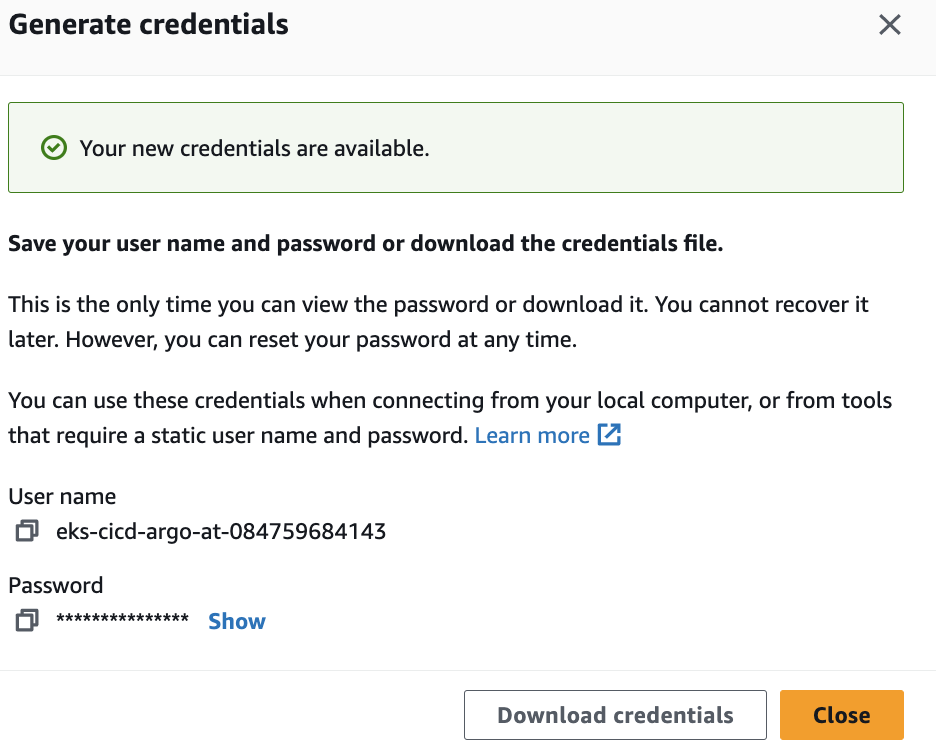 Generate credentials
Your new credentials are available.
Save your user name and password or download the credentials file.
This is the only time you can view the password or download it. You cannot recover it
later. However, you can reset your password at any time.
You can use these credentials when connecting from your local computer, or from tools
that require a static user name and password. Learn more
User name
eks-cicd-argo-at-084759684143
Password
*************** Show
Download credentials
Close